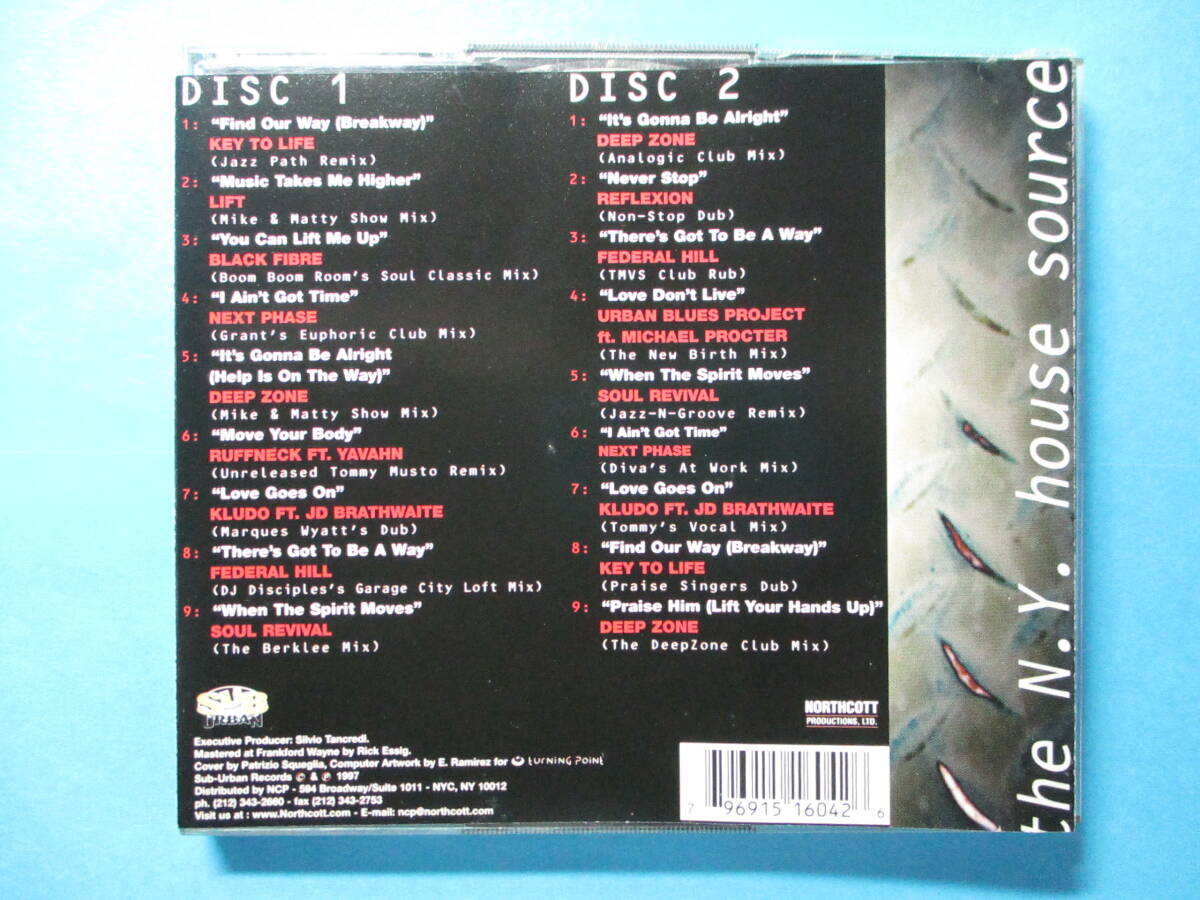 DISC 1
1: "Find Our Way (Breakway)"
KEY TO LIFE
(Jazz Path Remix)
2: "Music Takes Me Higher"
LIFT
(Mike & Matty Show Mix)
3: "You Can Lift Me Up"
BLACK FIBRE
(Boom Boom Room's Soul Classic Mix)
4: "I Ain't Got Time"
NEXT PHASE
(Grant's Euphoric Club Mix)
5: "It's Gonna Be Alright
(Help Is On The Way)"
DEEP ZONE
(Mike & Matty Show Mix)
6: "Move Your Body"
RUFFNECK FT. YAVAHN
(Unreleased Tommy Musto Remix)
7: "Love Goes On"
KLUDO FT. JD BRATHWAITE
(Marques Wyatt's Dub)
8: "There's Got To Be A Way"
FEDERAL HILL
(DJ Disciples's Garage City Loft Mix)
9: "When The Spirit Moves"
SOUL REVIVAL
(The Berklee Mix)
DISC 2
1: "It's Gonna Be Alright"
DEEP ZONE
(Analogic Club Mix)
2: "Never Stop"
REFLEXION
(Non-Stop Dub)
3: "There's Got To Be A Way"
FEDERAL HILL
(TMVS Club Rub)
4: "Love Don't Live"
URBAN BLUES PROJECT
ft. MICHAEL PROCTER
(The New Birth Mix)
5: "When The Spirit Moves"
SOUL REVIVAL
(Jazz-N-Groove Remix)
6: "I Ain't Got Time"
NEXT PHASE
(Diva's At Work Mix)
7: "Love Goes On"
KLUDO FT. JD BRATHWAITE
(Tommy's Vocal Mix)
8: "Find Our Way (Breakway)"
KEY TO LIFE
(Praise Singers Dub)
9: "Praise Him (Lift Your Hands Up)"
DEEP ZONE
(The DeepZone Club Mix)
the N.Y. house source
SUB
URBAN
Executive Producer: Silvio Tancredi.
Mastered at Frankford Wayne by Rick Essig.
Cover by Patrizio Squeglia, Computer Artwork by E. Ramirez for turning point
Sub-Urban Records © & ℗ 1997
Distributed by NCP - 594 Broadway/Suite 1011 - NYC, NY 10012
ph. (212) 343-2660 - fax (212) 343-2753
Visit us at : www.Northcott.com - E-mail: ncp@northcott.com
NORTHCOTT
PRODUCTIONS, LTD.
7 96915 16042 6